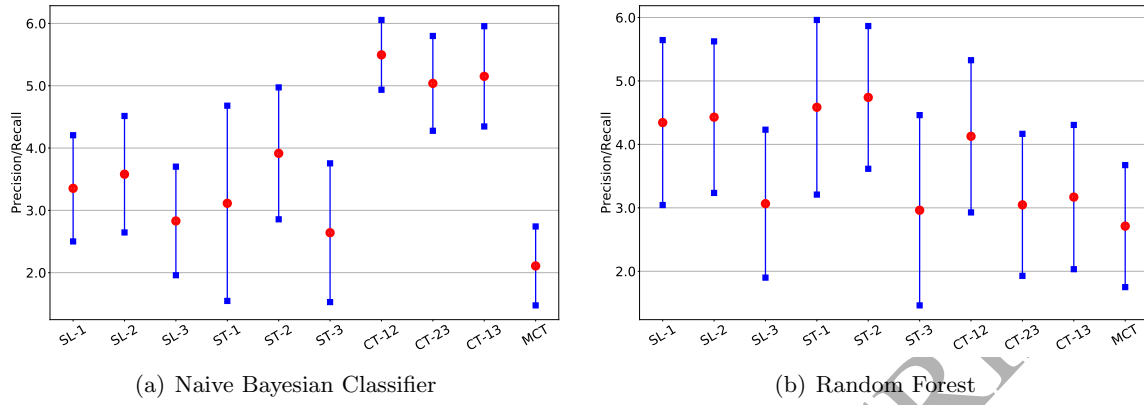 6.0
5.0
4.0
3.0
2.0
Precision/Recall
SL-1 SL-2 SL-3 ST-1 ST-2 ST-3 CT-12 CT-23 CT-13 MCT
(a) Naive Bayesian Classifier
6.0
5.0
4.0
3.0
2.0
Precision/Recall
SL-1 SL-2 SL-3 ST-1 ST-2 ST-3 CT-12 CT-23 CT-13 MCT
(b) Random Forest